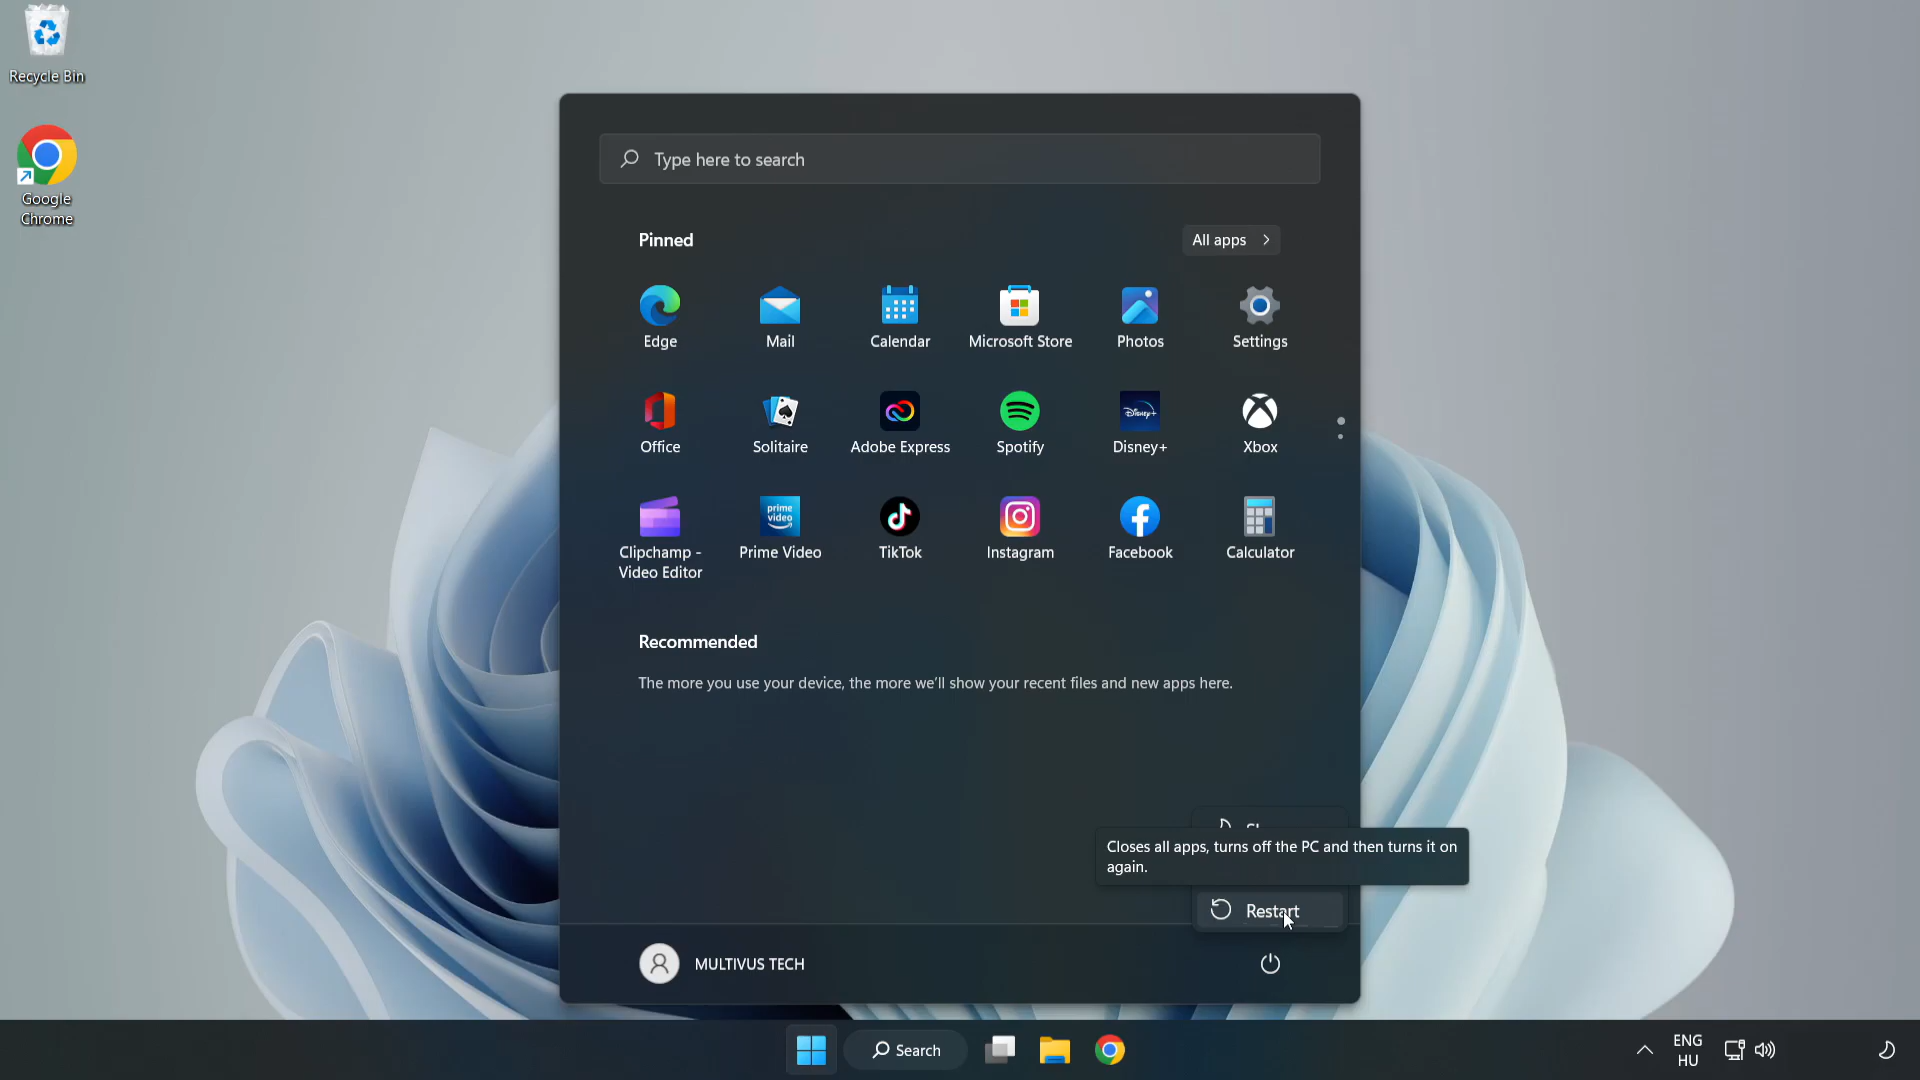 Recycle Bin
Google
Chrome
Type here to search
Pinned
All apps
Edge
Mail
Calendar
Microsoft Store
Photos
Settings
Office
Solitaire
Adobe Express
Spotify
Disney+
Disney+
Xbox
prime
video
Clipchamp -
Video Editor
Prime Video
TikTok
Instagram
Facebook
Calculator
Recommended
The more you use your device, the more we'll show your recent files and new apps here.
Closes all apps, turns off the PC and then turns it on
again.
Restart
MULTIVUS TECH
Search
ENG
HU